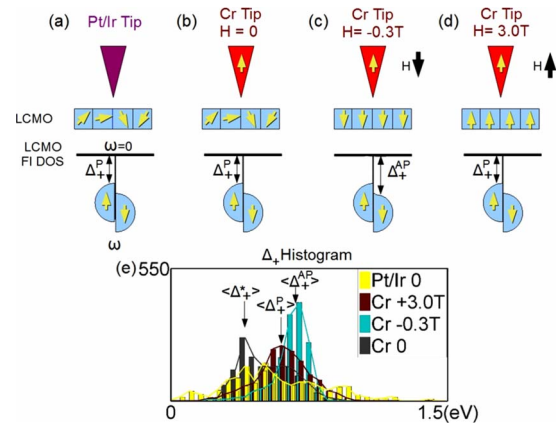 (a) Pt/Ir Tip
(b) Cr Tip
H = 0
(c) Cr Tip
H= -0.3T
(d) Cr Tip
H= 3.0T
H
H
LCMO
LCMO
FI DOS
ω=0
Δ₊ᴾ
Δ₊ᴾ
Δ₊ᴬᴾ
Δ₊ᴾ
ω
Δ₊Histogram
(e)
550
<Δ₊*>
<Δ₊ᴾ>
<Δ₊ᴬᴾ>
Pt/Ir 0
Cr +3.0T
Cr -0.3T
Cr 0
0
1.5(eV)